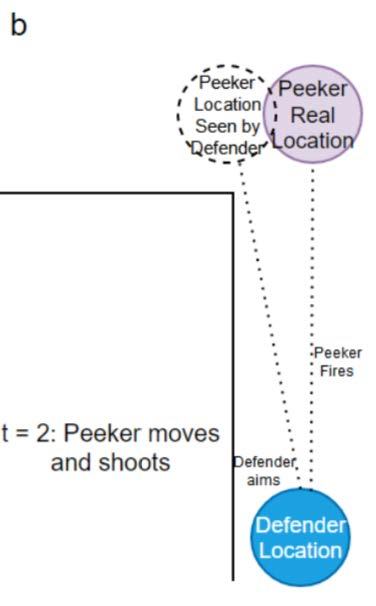 b
Peeker
Location
Seen by
Defender
Peeker
Real
Location
Peeker
Fires
t = 2: Peeker moves
and shoots
Defender
aims
Defender
Location